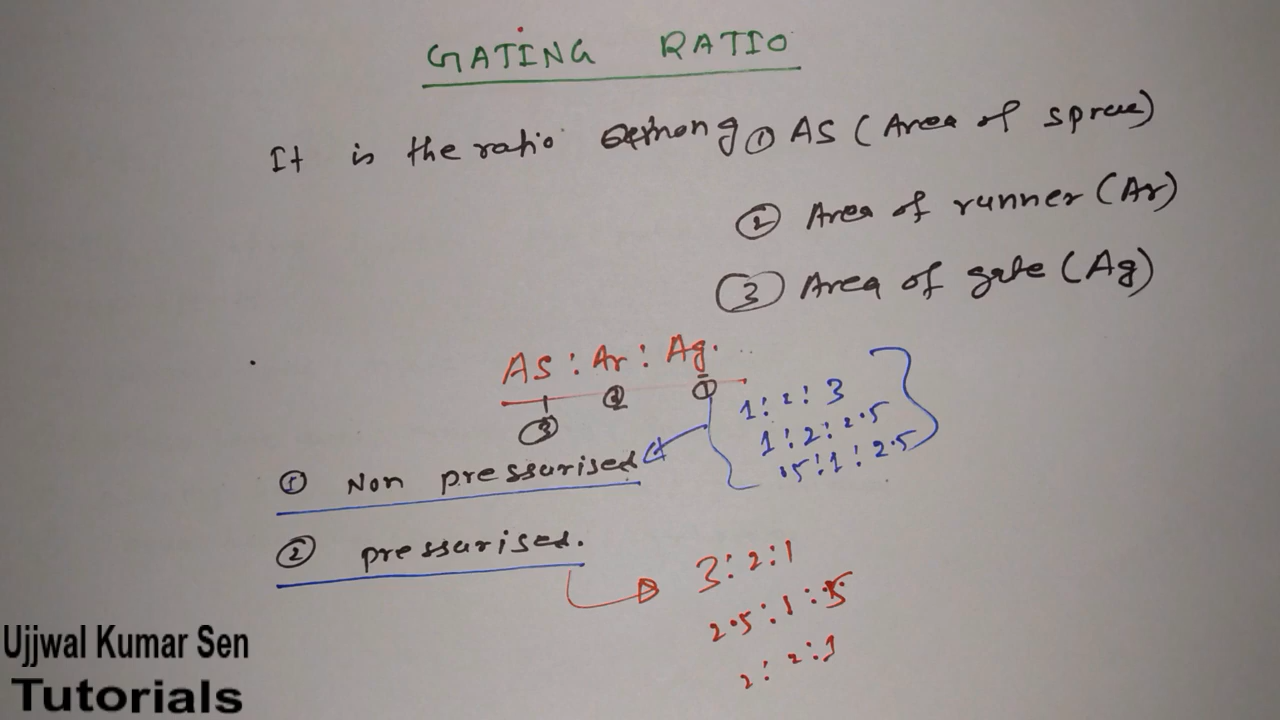 GATING RATIO
It is the ratio among ① AS (Area of sprue)
② Area of runner (Ar)
③ Area of gate (Ag)
AS : Ar : Ag.
③ ② ①
1 : 2 : 3
1 : 2 : 2.5
.5 : 1 : 2.5
① Non pressurised
② pressurised.
3 : 2 : 1
2.5 : 1 : .5
2 : 2 : 1
Ujjwal Kumar Sen
Tutorials